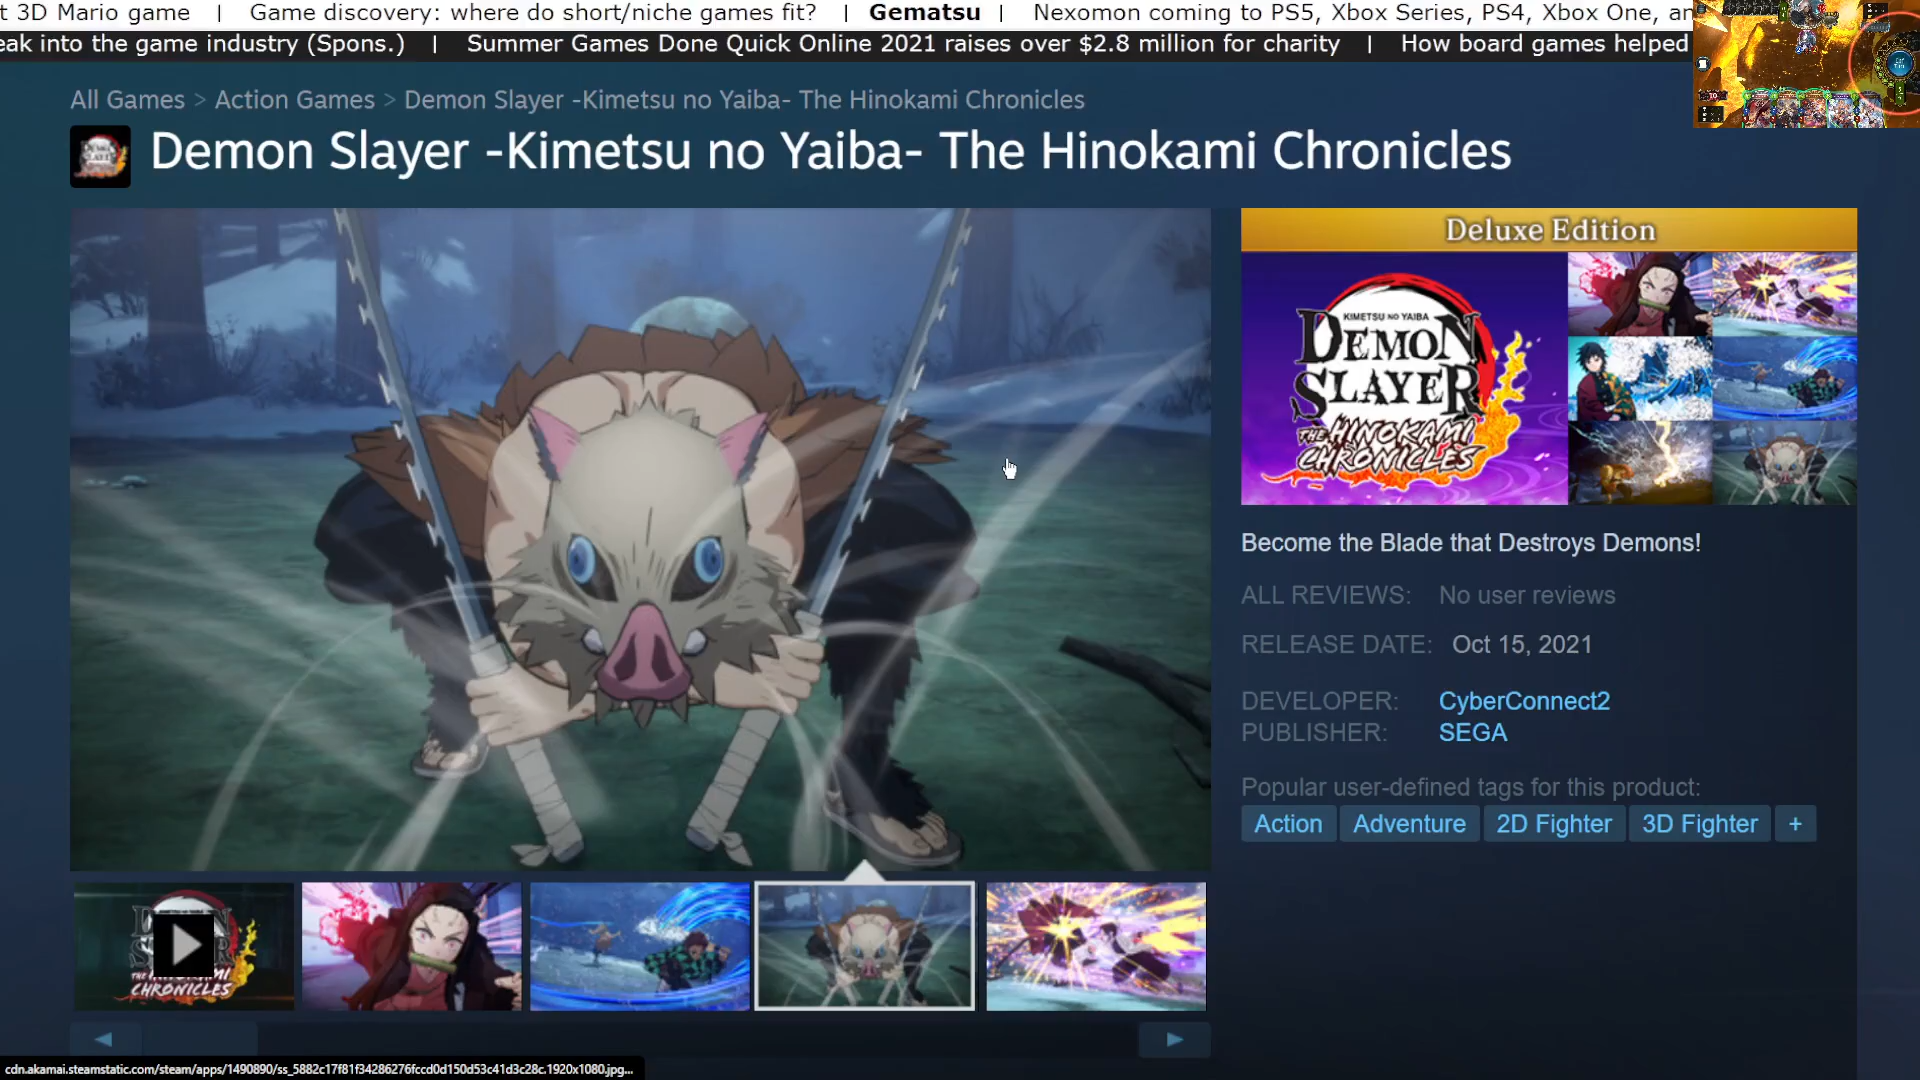 t 3D Mario game | Game discovery: where do short/niche games fit? | Gematsu | Nexomon coming to PS5, Xbox Series, PS4, Xbox One, an
eak into the game industry (Spons.) | Summer Games Done Quick Online 2021 raises over $2.8 million for charity | How board games helped
All Games > Action Games > Demon Slayer -Kimetsu no Yaiba- The Hinokami Chronicles
Demon Slayer -Kimetsu no Yaiba- The Hinokami Chronicles
Deluxe Edition
KIMETSU NO YAIBA
DEMON
SLAYER
THE HINOKAMI
CHRONICLES
Become the Blade that Destroys Demons!
ALL REVIEWS: No user reviews
RELEASE DATE: Oct 15, 2021
DEVELOPER: CyberConnect2
PUBLISHER: SEGA
Popular user-defined tags for this product:
Action Adventure 2D Fighter 3D Fighter +
THE HINOKAMI
CHRONICLES
cdn.akamai.steamstatic.com/steam/apps/1490890/ss_5882c17f81f34286276fccd0d150d53c41d3c28c.1920x1080.jpg...